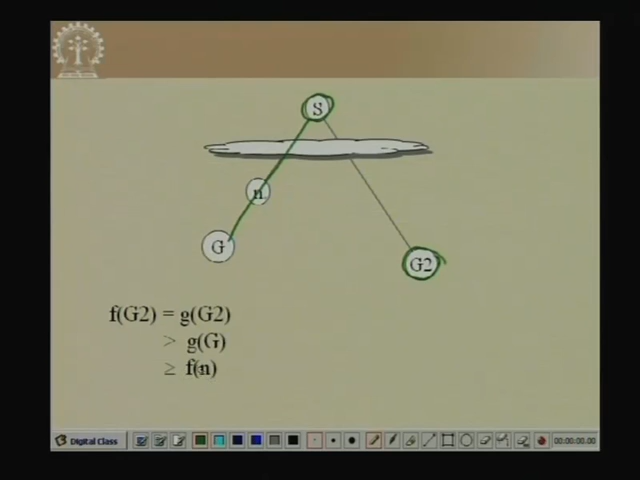 S
n
G
G2
f(G2) = g(G2)
> g(G)
≥ f(n)
Digital Class
00:00:00.00